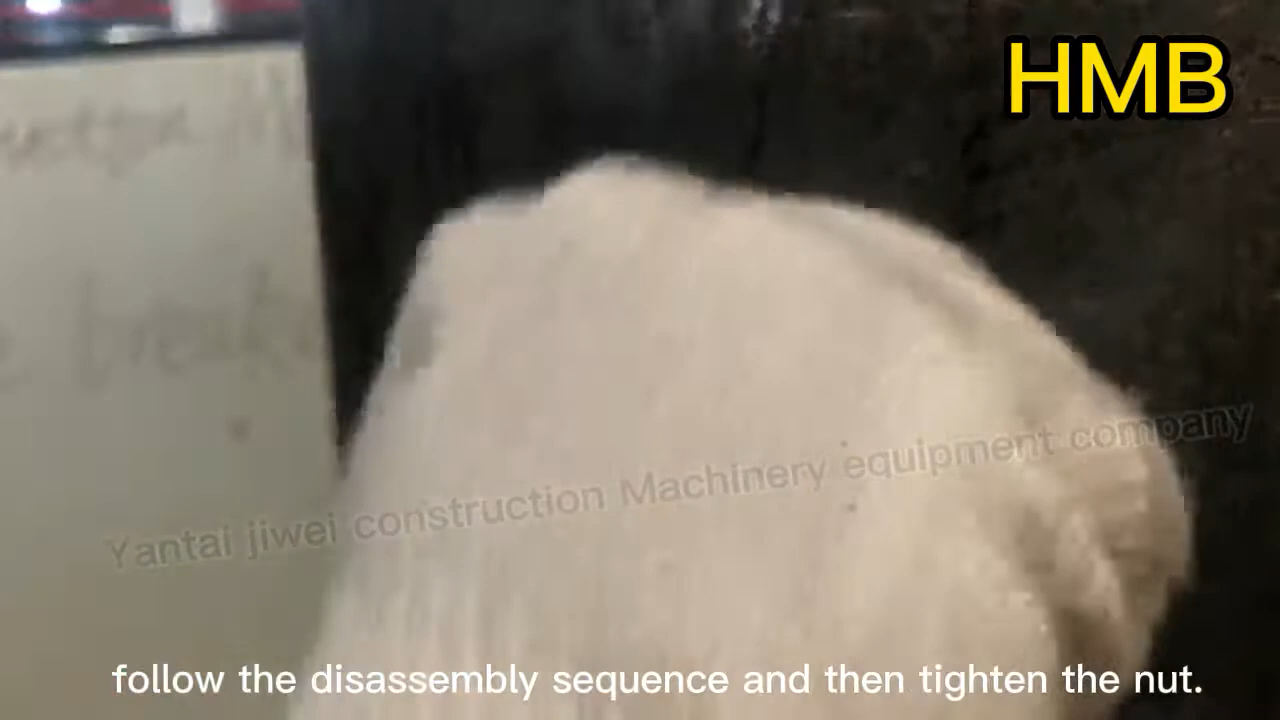 HMB
Yantai jiwei construction Machinery equipment company
follow the disassembly sequence and then tighten the nut.